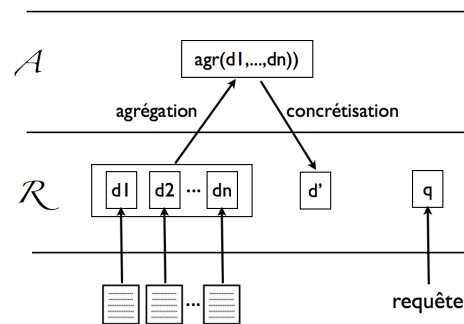 𝒜
agr(d1,...,dn))
agrégation
concrétisation
ℛ
d1 d2 ... dn
d'
q
...
requête